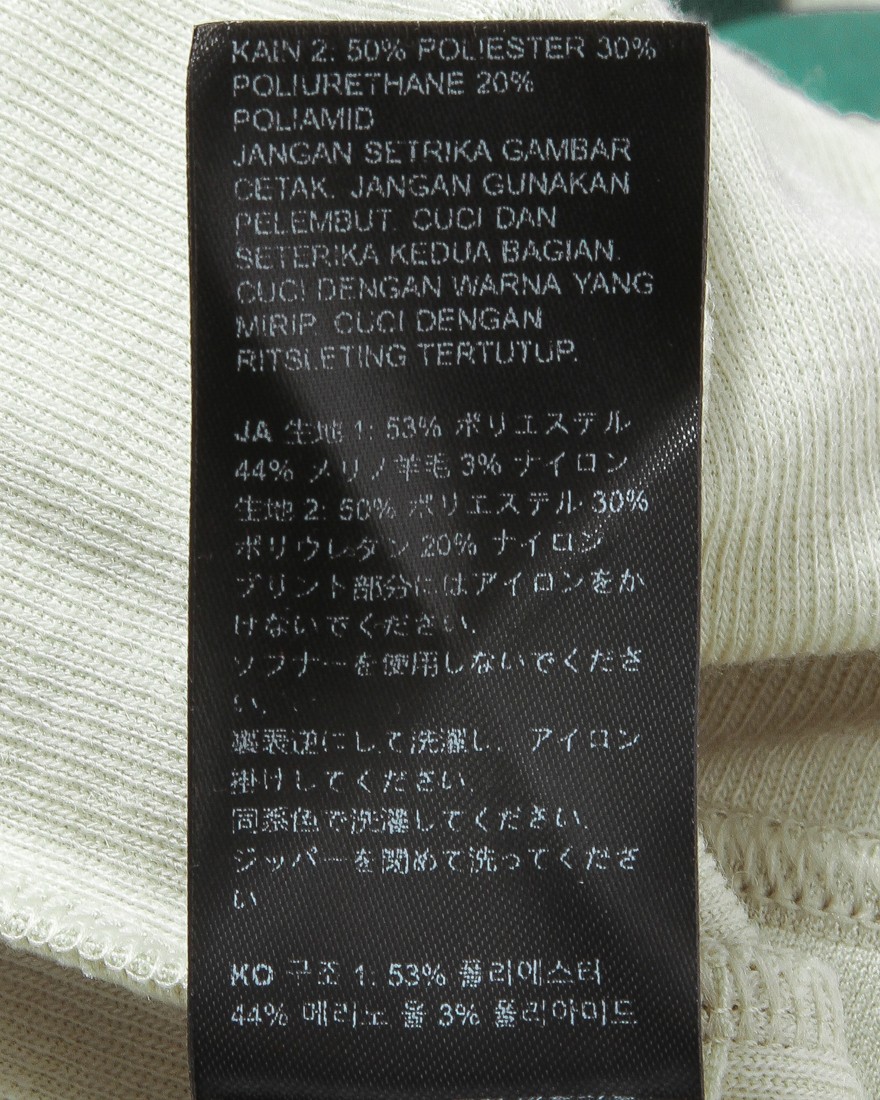 KAIN 2: 50% POLIESTER 30%
POLIURETHANE 20%
POLIAMID
JANGAN SETRIKA GAMBAR
CETAK. JANGAN GUNAKAN
PELEMBUT. CUCI DAN
SETERIKA KEDUA BAGIAN.
CUCI DENGAN WARNA YANG
MIRIP. CUCI DENGAN
RITSLETING TERTUTUP.
JA 生地 1: 53% ポリエステル
44% メリノ羊毛 3% ナイロン
生地 2: 50% ポリエステル 30%
ポリウレタン 20% ナイロン
プリント部分にはアイロンをか
けないでください.
ソフナーを使用しないでくださ
い.
裏表逆にして洗濯し、アイロン
掛けしてください.
同系色で洗濯してください.
ジッパーを閉めて洗ってくださ
い
KO 구조 1: 53% 폴리에스터
44% 메리노 울 3% 폴리아미드